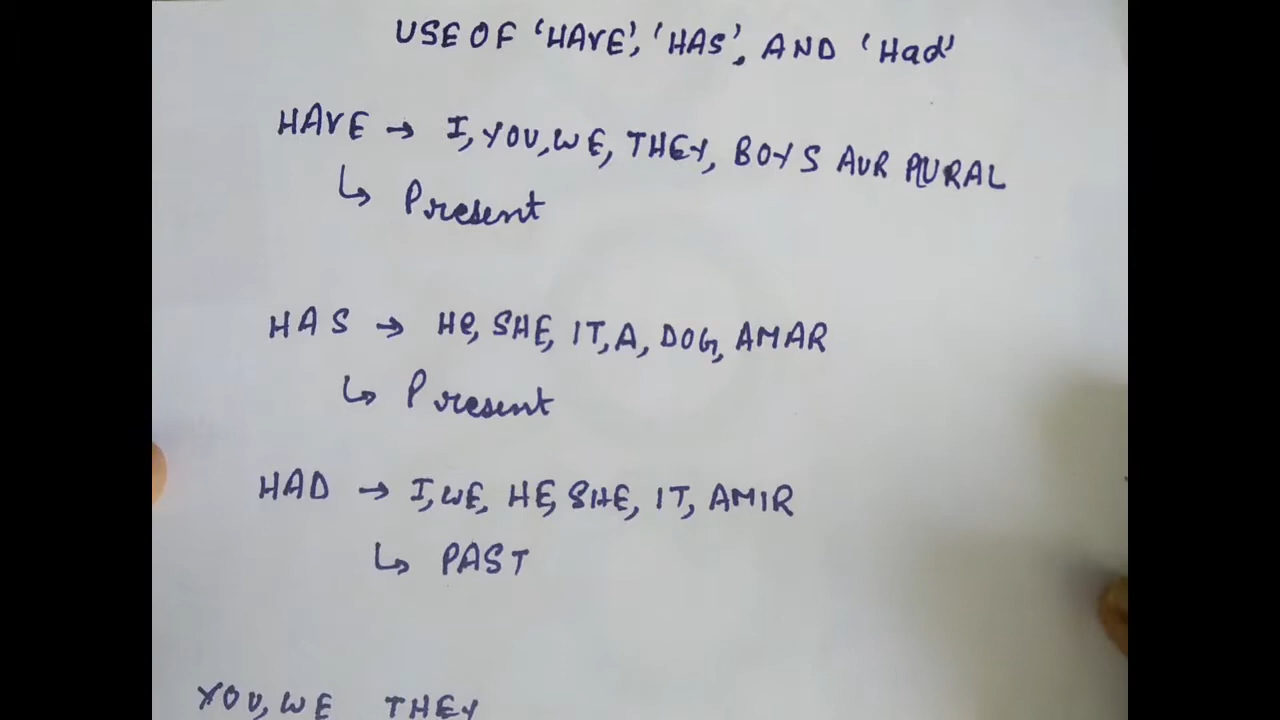 USE OF 'HAVE', 'HAS', AND 'Had'
HAVE → I, YOU, WE, THEY, BOYS AUR PLURAL
↳ Present
HAS → He, SHE, IT, A, DOG, AMAR
↳ Present
HAD → I, WE, HE, SHE, IT, AMIR
↳ PAST
YOU, WE THEY